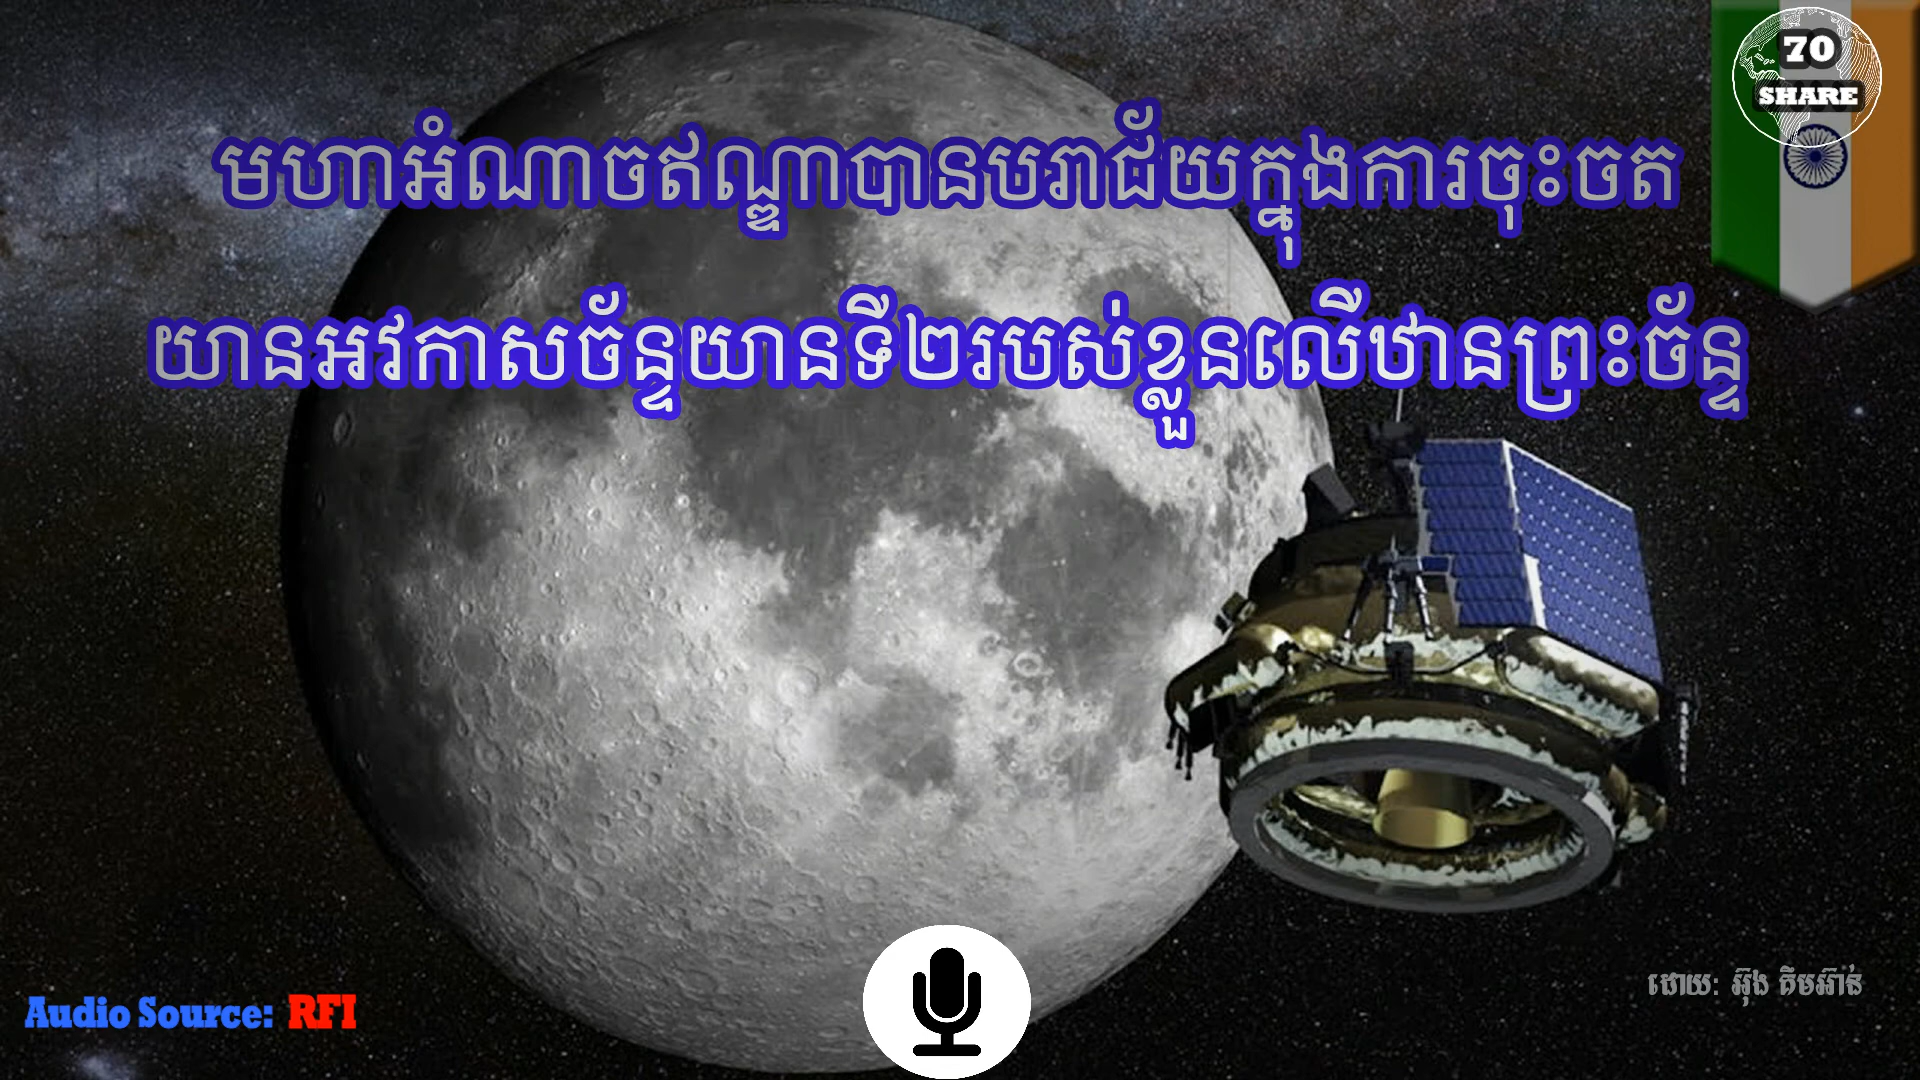 70
SHARE
មហាអំណាចឥណ្ឌាបានបរាជ័យក្នុងការចុះចត
យានអវកាសច័ន្ទយានទី២របស់ខ្លួនលើឋានព្រះច័ន្ទ
ដោយ: អ៊ុង គឹមអ៊ាន់
Audio Source: RFI